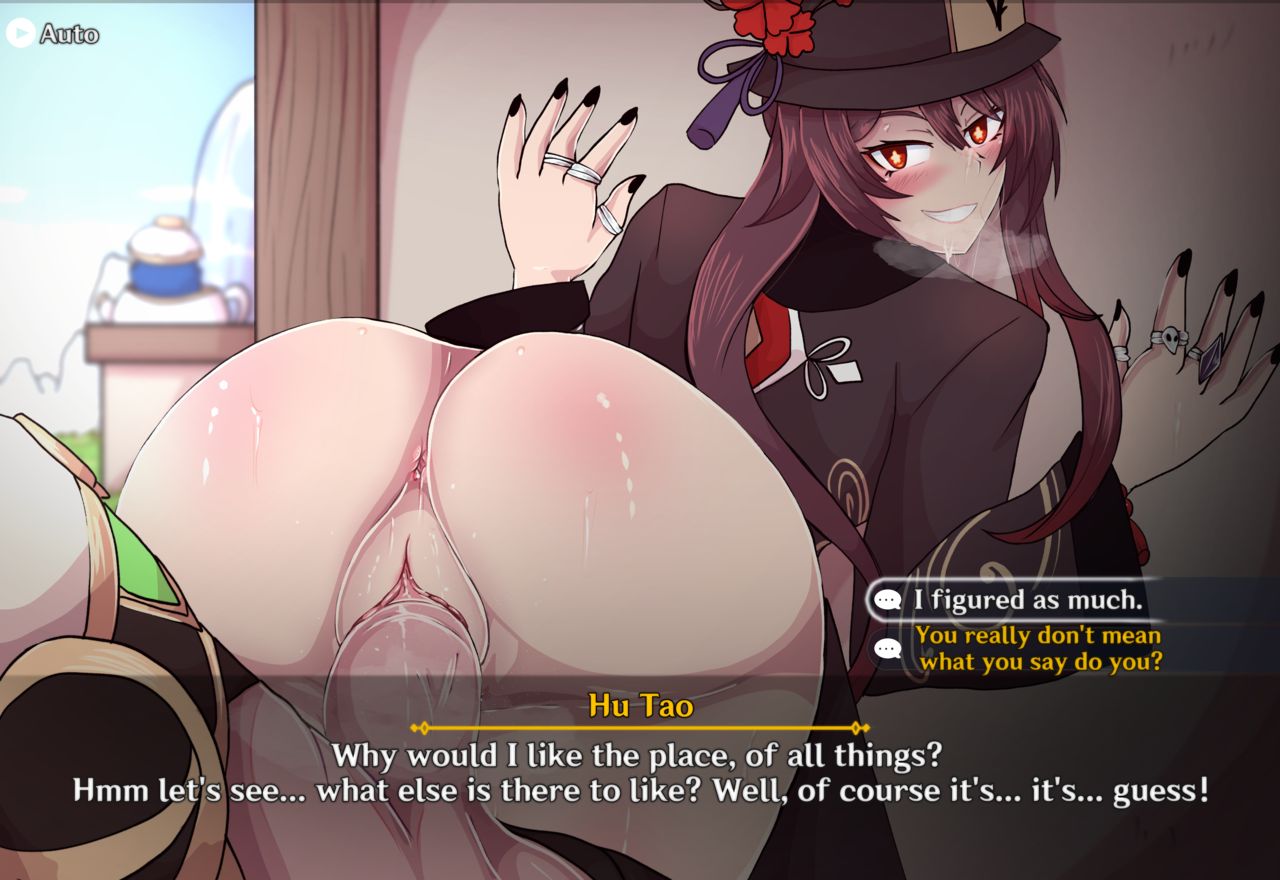 Auto
I figured as much.
You really don't mean
what you say do you?
Hu Tao
Why would I like the place, of all things?
Hmm let's see... what else is there to like? Well, of course it's... it's... guess!